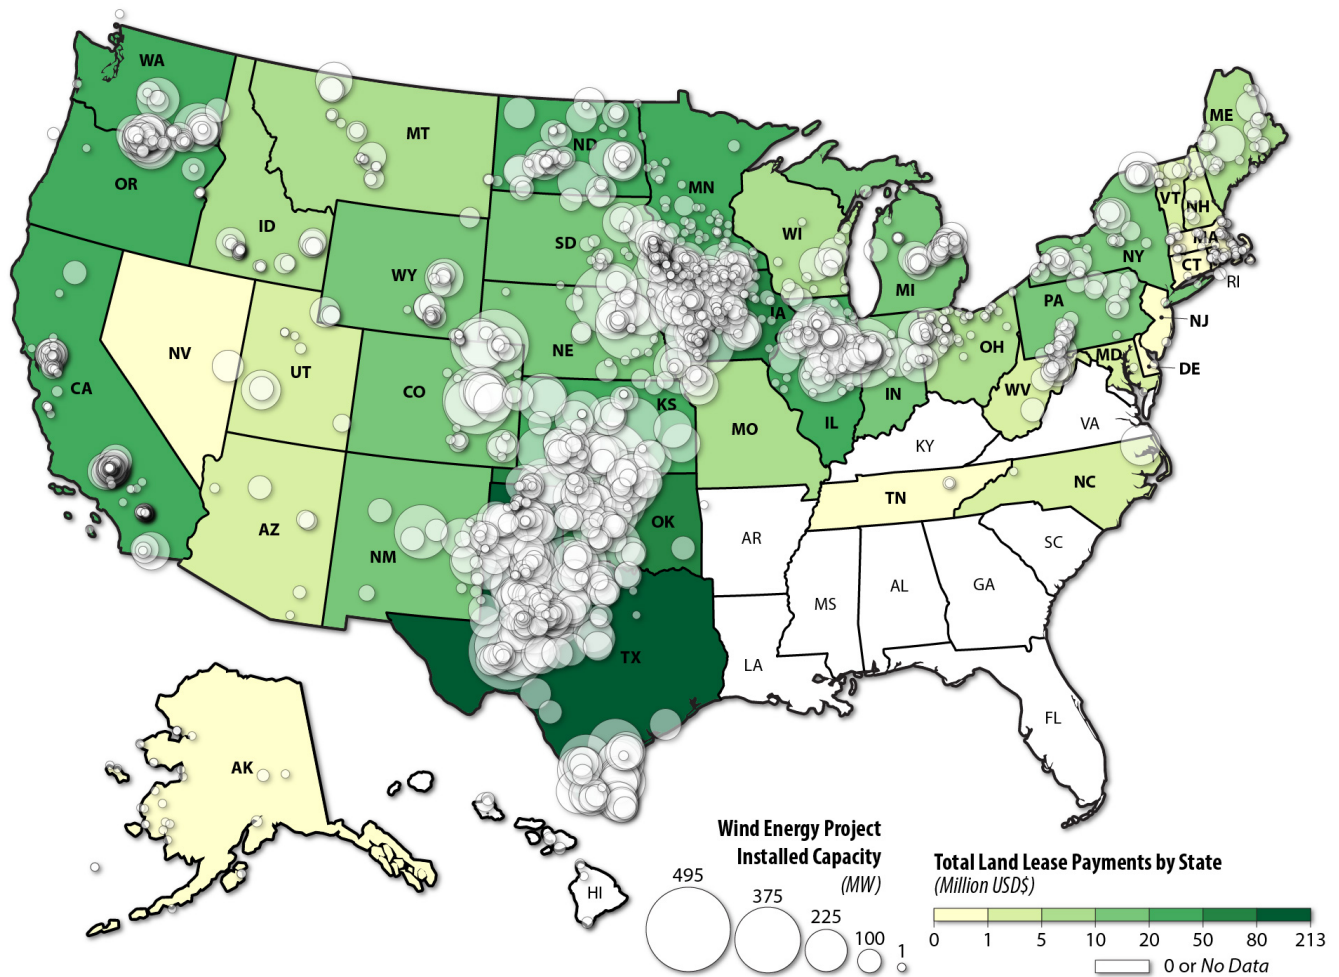 WA
MT
ND
ME
OR
MN
VT
NH
ID
SD
WI
MA
NY
WY
MI
CT
RI
IA
PA
NJ
NV
NE
OH
MD
DE
UT
CO
KS
IN
WV
CA
MO
IL
VA
KY
AZ
NM
OK
TN
NC
AR
SC
MS
AL
GA
TX
LA
FL
AK
HI
Wind Energy Project
Installed Capacity
(MW)
495
375
225
100
1
Total Land Lease Payments by State
(Million USD$)
0 1 5 10 20 50 80 213
0 or No Data